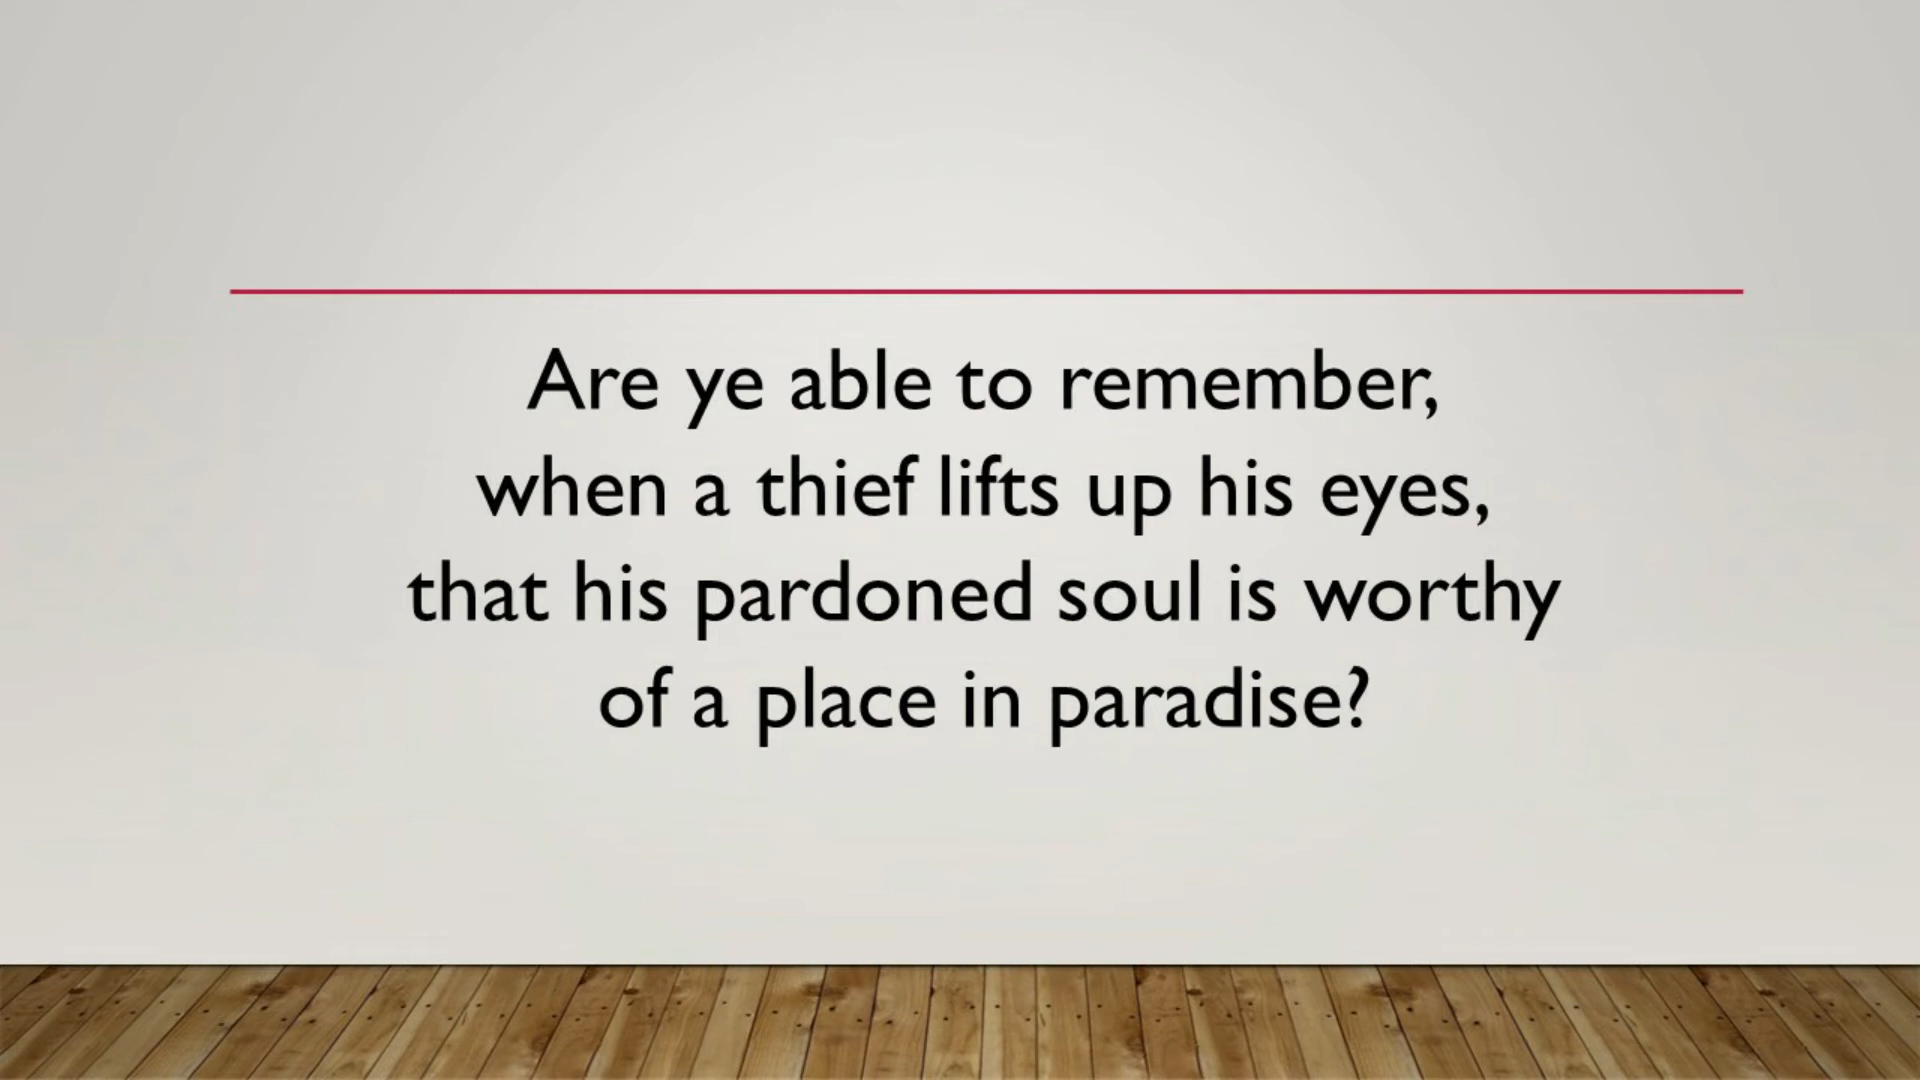 Are ye able to remember,
when a thief lifts up his eyes,
that his pardoned soul is worthy
of a place in paradise?